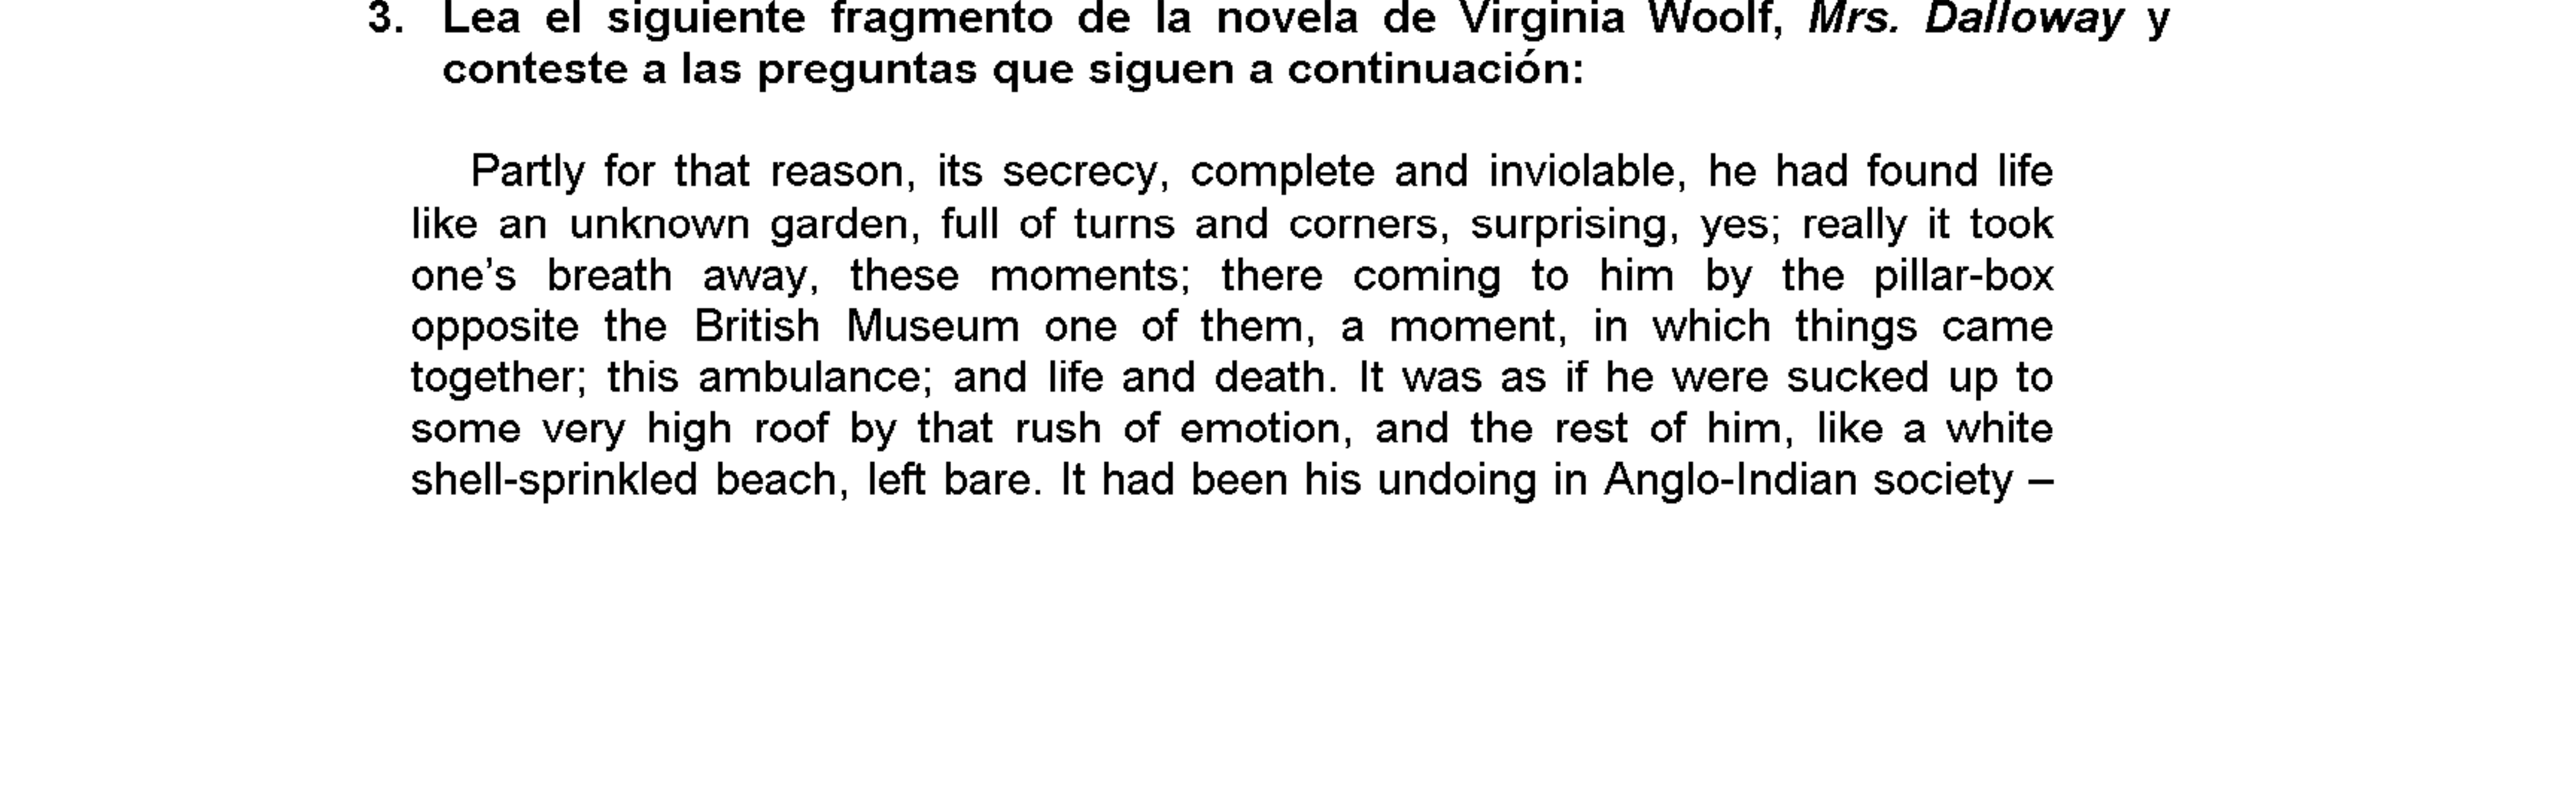 3. Lea el siguiente fragmento de la novela de Virginia Woolf, Mrs. Dalloway y
conteste a las preguntas que siguen a continuación:
Partly for that reason, its secrecy, complete and inviolable, he had found life
like an unknown garden, full of turns and corners, surprising, yes; really it took
one’s breath away, these moments; there coming to him by the pillar-box
opposite the British Museum one of them, a moment, in which things came
together; this ambulance; and life and death. It was as if he were sucked up to
some very high roof by that rush of emotion, and the rest of him, like a white
shell-sprinkled beach, left bare. It had been his undoing in Anglo-Indian society –